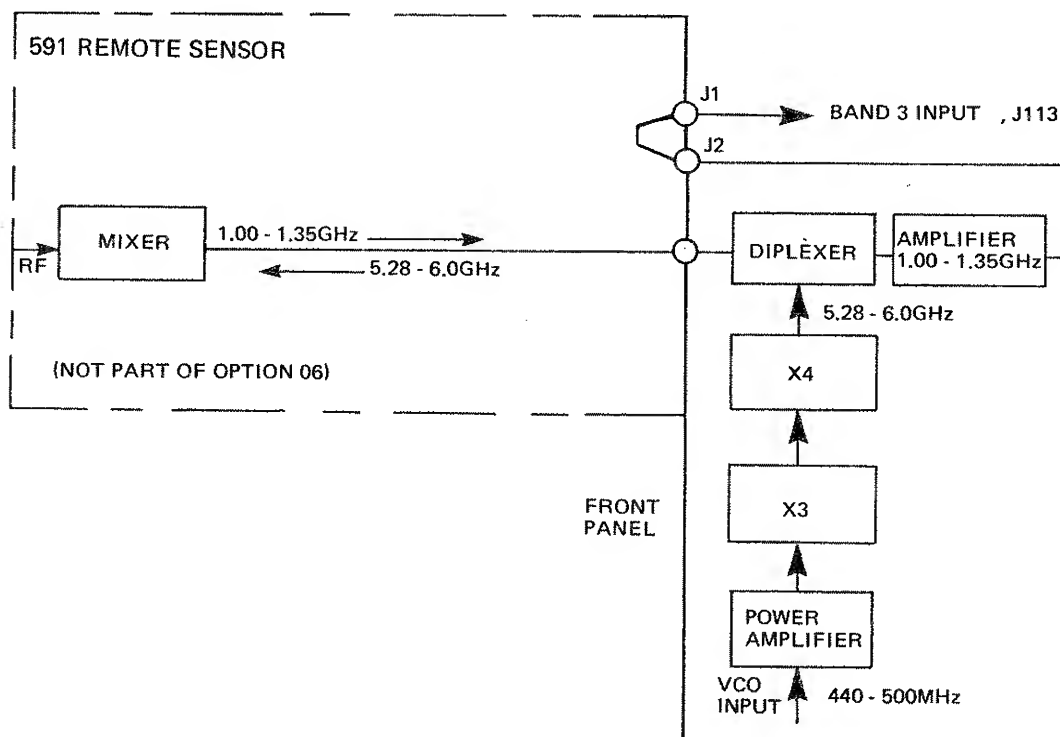 591 REMOTE SENSOR
J1
BAND 3 INPUT , J113
J2
MIXER
RF
1.00 - 1.35GHz
5.28 - 6.0GHz
DIPLEXER
AMPLIFIER
1.00 - 1.35GHz
5.28 - 6.0GHz
(NOT PART OF OPTION 06)
X4
FRONT
PANEL
X3
POWER
AMPLIFIER
VCO
INPUT
440 - 500MHz